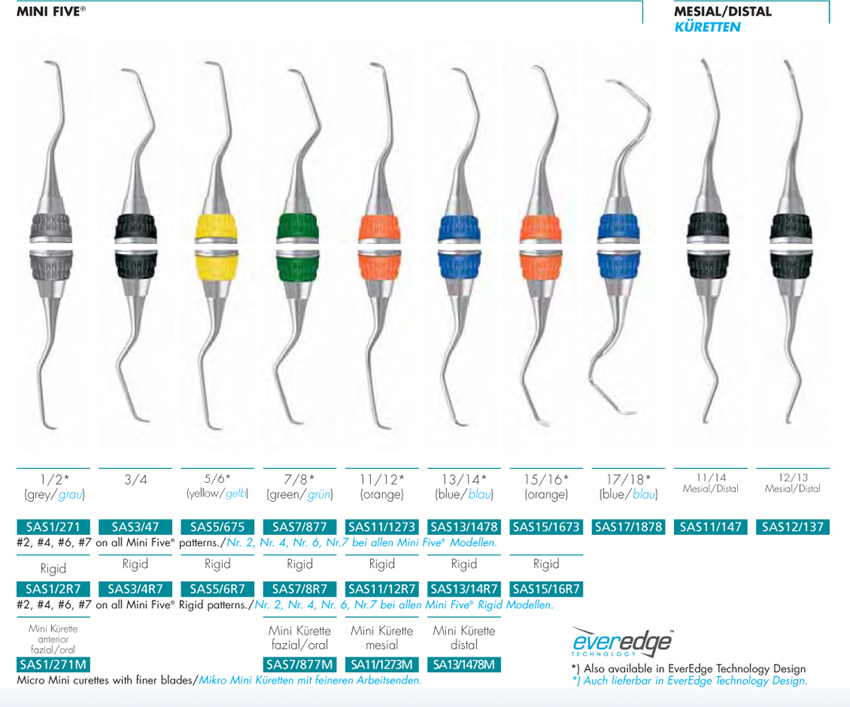 MINI FIVE®
MESIAL/DISTAL
KÜRETTEN
1/2* 3/4 5/6* 7/8* 11/12* 13/14* 15/16* 17/18* 11/14 12/13
(grey/grau) (yellow/gelb) (green/grün) (orange) (blue/blau) (orange) (blue/blau) Mesial/Distal Mesial/Distal
SAS1/271 SAS3/47 SAS5/675 SAS7/877 SAS11/1273 SAS13/1478 SAS15/1673 SAS17/1878 SAS11/147 SAS12/137
#2, #4, #6, #7 on all Mini Five® patterns./Nr. 2, Nr. 4, Nr. 6, Nr.7 bei allen Mini Five® Modellen.
Rigid Rigid Rigid Rigid Rigid Rigid Rigid
SAS1/2R7 SAS3/4R7 SAS5/6R7 SAS7/8R7 SAS11/12R7 SAS13/14R7 SAS15/16R7
#2, #4, #6, #7 on all Mini Five® Rigid patterns./Nr. 2, Nr. 4, Nr. 6, Nr.7 bei allen Mini Five® Rigid Modellen.
Mini Kürette Mini Kürette Mini Kürette Mini Kürette
anterior fazial/oral mesial distal
fazial/oral
SAS1/271M SAS7/877M SA11/1273M SA13/1478M
Micro Mini curettes with finer blades/Mikro Mini Küretten mit feineren Arbeitsenden.
everedge™
TECHNOLOGY
*) Also available in EverEdge Technology Design
*) Auch lieferbar in EverEdge Technology Design.